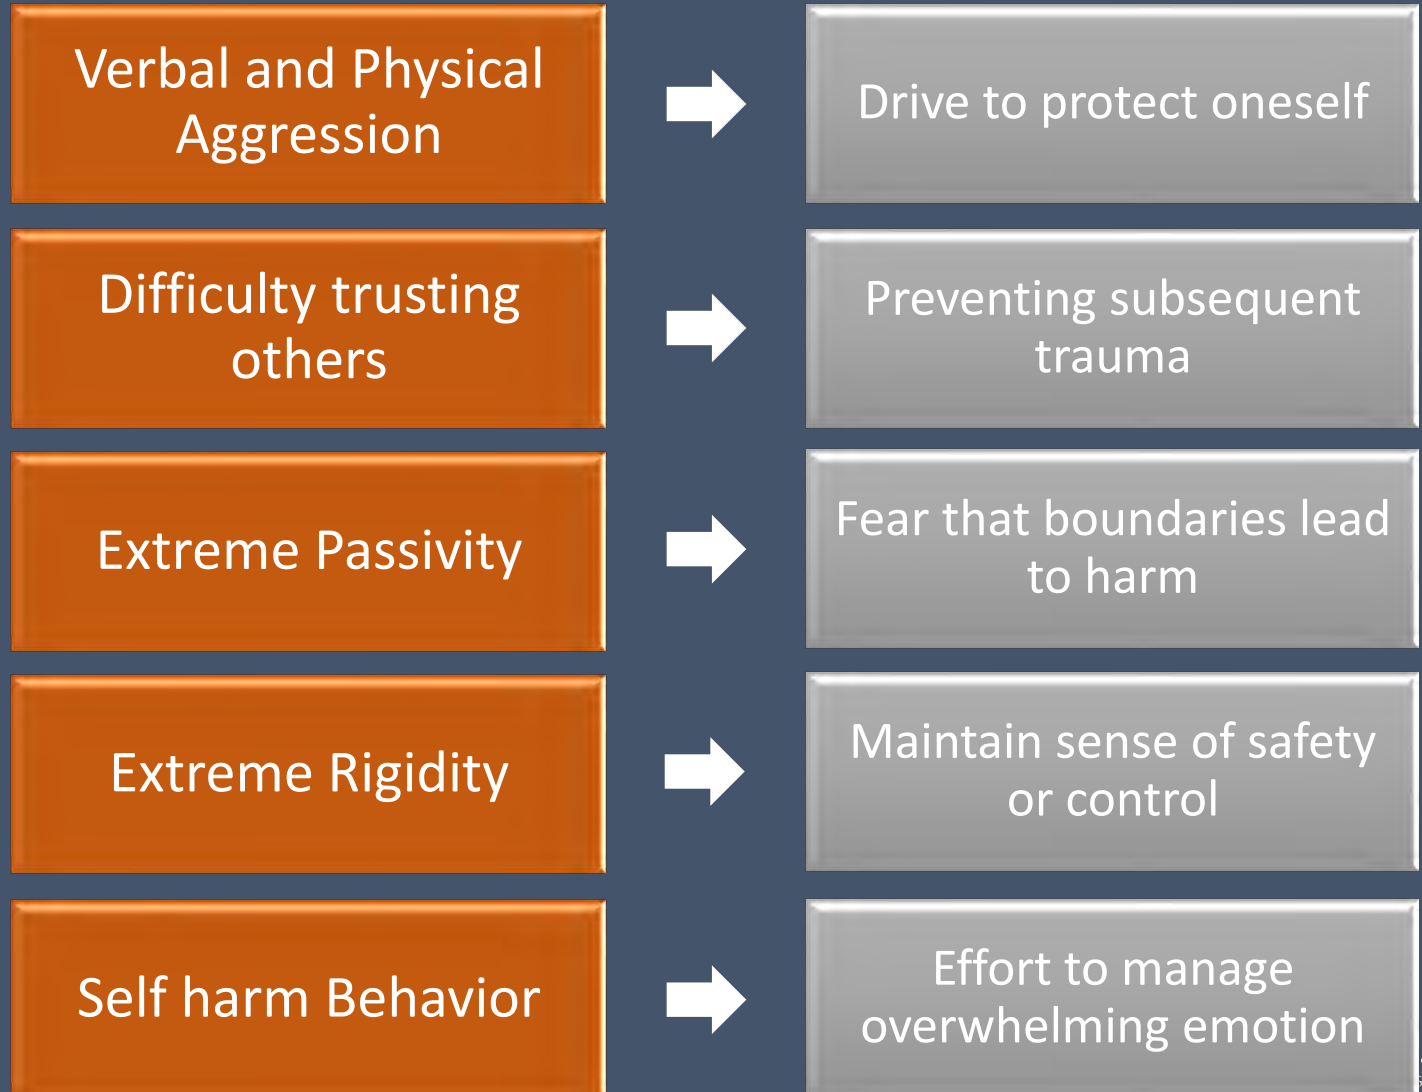 Verbal and Physical
Aggression
Drive to protect oneself
Difficulty trusting
others
Preventing subsequent
trauma
Extreme Passivity
Fear that boundaries lead
to harm
Extreme Rigidity
Maintain sense of safety
or control
Self harm Behavior
Effort to manage
overwhelming emotion